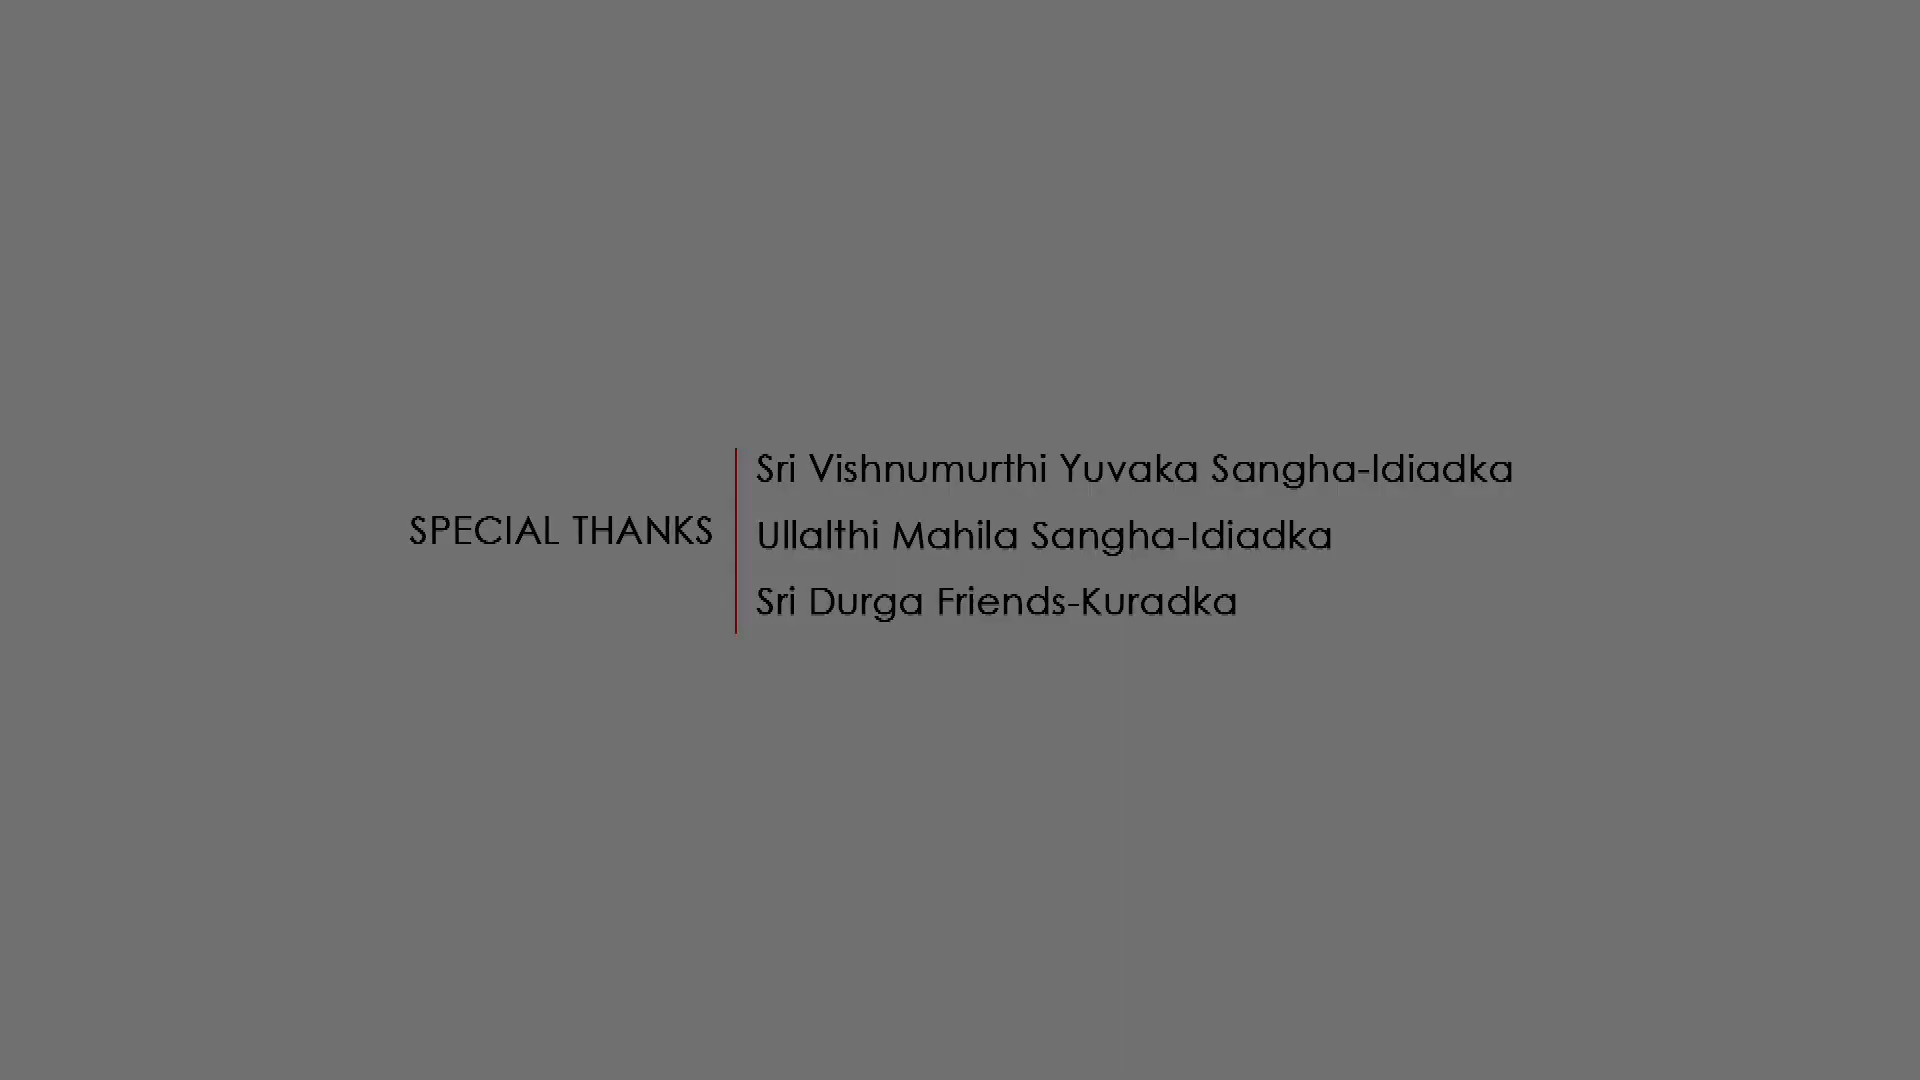 SPECIAL THANKS
Sri Vishnumurthi Yuvaka Sangha-Idiadka
Ullalthi Mahila Sangha-Idiadka
Sri Durga Friends-Kuradka